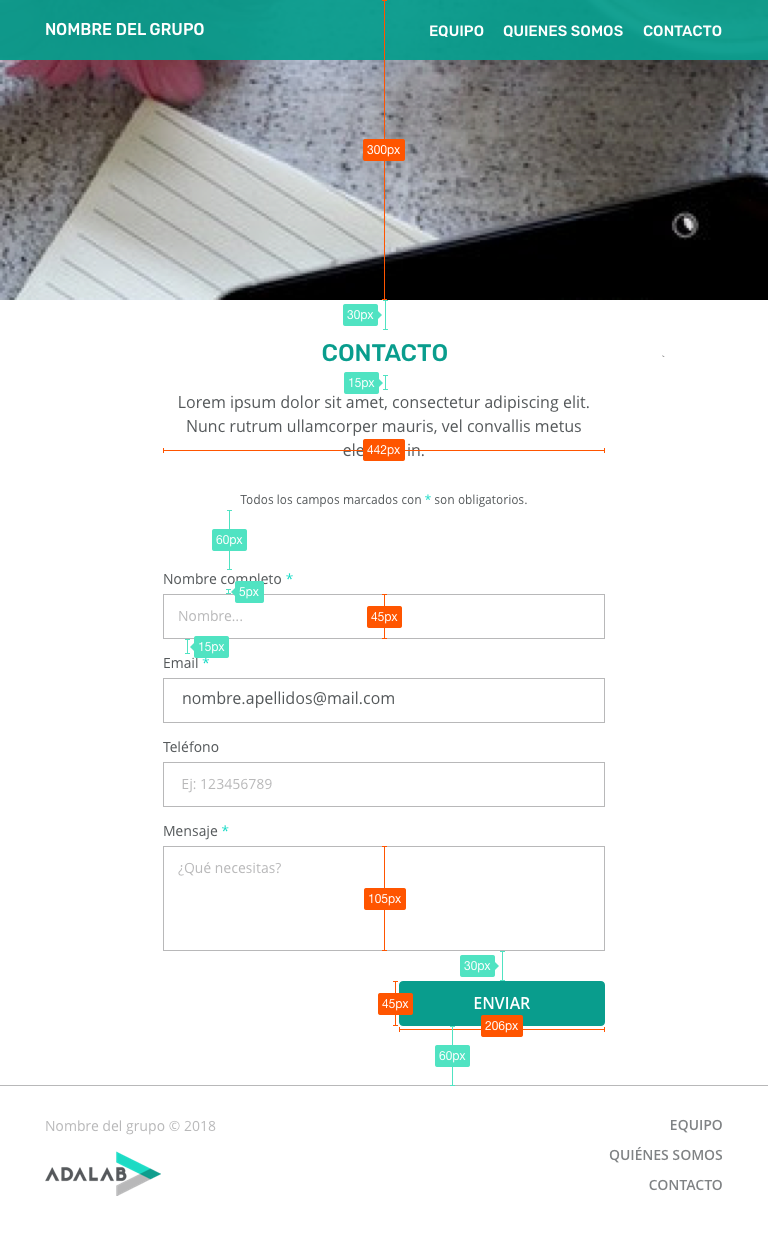 NOMBRE DEL GRUPO
EQUIPO QUIENES SOMOS CONTACTO
300px
30px
CONTACTO
15px
Lorem ipsum dolor sit amet, consectetur adipiscing elit.
Nunc rutrum ullamcorper mauris, vel convallis metus
442px in.
Todos los campos marcados con * son obligatorios.
60px
Nombre completo *
5px
Nombre...
45px
15px
Email *
nombre.apellidos@mail.com
Teléfono
Ej: 123456789
Mensaje *
¿Qué necesitas?
105px
30px
45px
ENVIAR
206px
60px
Nombre del grupo © 2018
EQUIPO
ADALAB
QUIÉNES SOMOS
CONTACTO